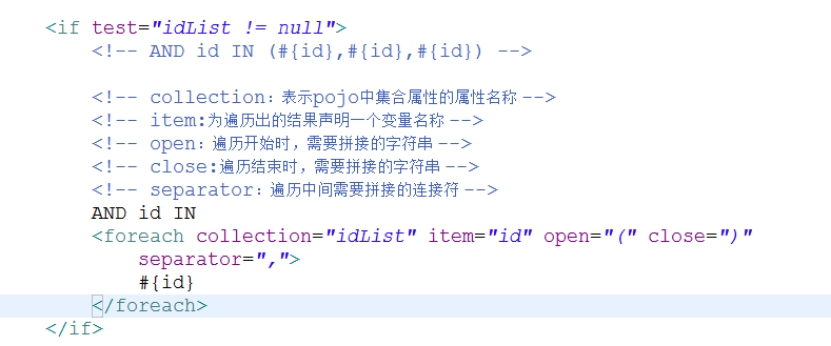 <if test="idList != null">
<!-- AND id IN (#{id},#{id},#{id}) -->
<!-- collection：表示pojo中集合属性的属性名称 -->
<!-- item:为遍历出的结果声明一个变量名称 -->
<!-- open：遍历开始时，需要拼接的字符串 -->
<!-- close:遍历结束时，需要拼接的字符串 -->
<!-- separator：遍历中间需要拼接的连接符 -->
AND id IN
<foreach collection="idList" item="id" open="(" close=")"
separator=",">
#{id}
</foreach>
</if>